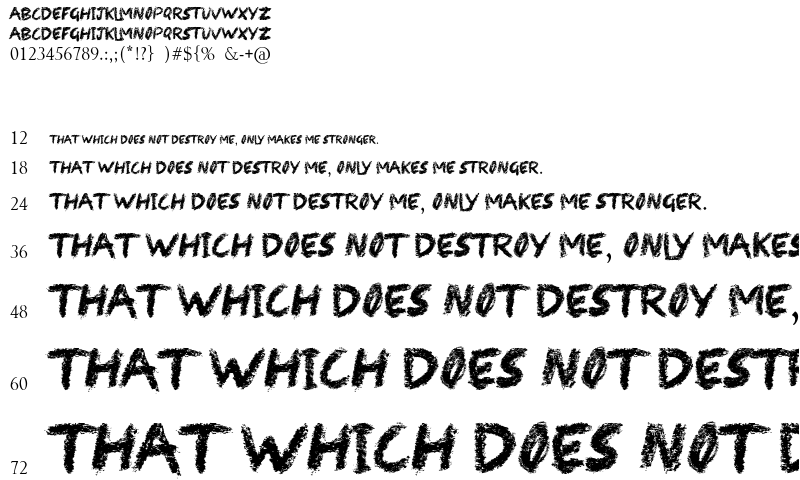 ABCDEFGHIJKLMNOPQRSTUVWXYZ
ABCDEFGHIJKLMNOPQRSTUVWXYZ
0123456789.:,;(*!?} )#${% &-+@
12 THAT WHICH DOES NOT DESTROY ME, ONLY MAKES ME STRONGER.
18 THAT WHICH DOES NOT DESTROY ME, ONLY MAKES ME STRONGER.
24 THAT WHICH DOES NOT DESTROY ME, ONLY MAKES ME STRONGER.
36 THAT WHICH DOES NOT DESTROY ME, ONLY MAKES
48 THAT WHICH DOES NOT DESTROY ME,
60 THAT WHICH DOES NOT DESTR
72 THAT WHICH DOES NOT D